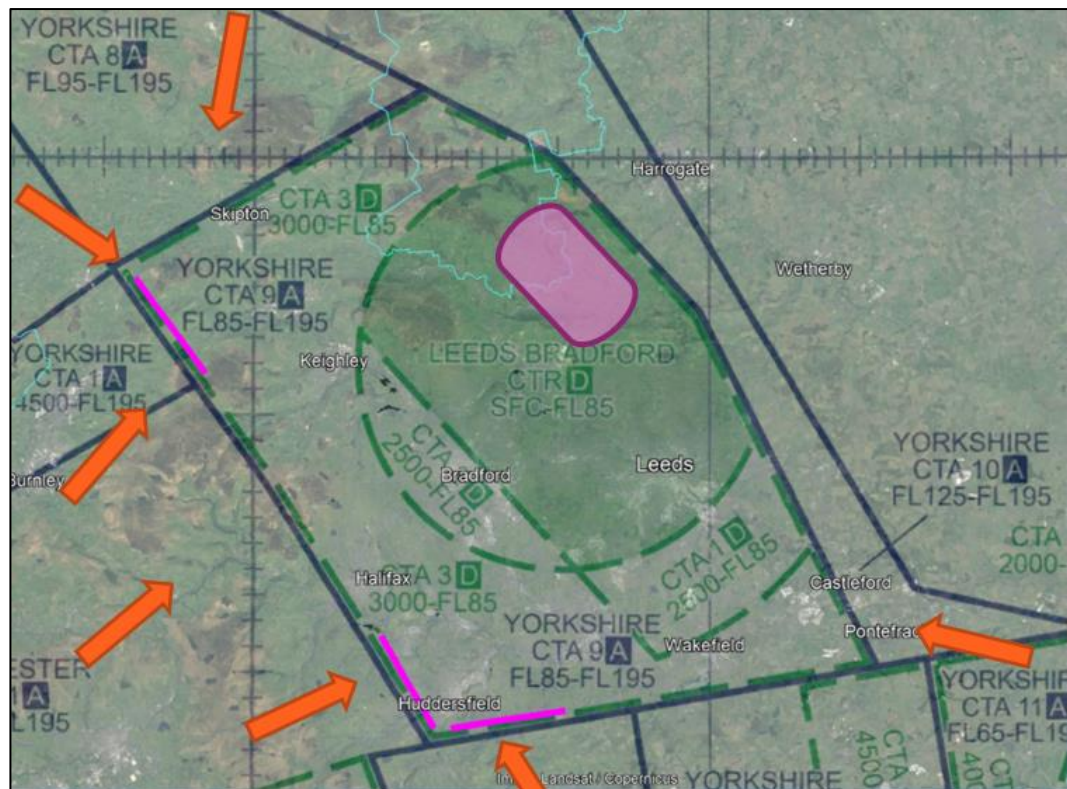 YORKSHIRE
CTA 8 A
FL95-FL195
Harrogate
CTA 3 D
3000-FL85
Skipton
YORKSHIRE
CTA 9 A
FL85-FL195
Wetherby
YORKSHIRE
CTA 1 A
4500-FL195
Keighley
LEEDS BRADFORD
CTR D
SFC-FL85
Burnley
CTA D
2500-FL85
Bradford
Leeds
YORKSHIRE
CTA 10 A
FL125-FL195
CTA 1 D
2500-FL85
CTA
2000-
Halifax
CTA 3 D
3000-FL85
Castleford
YORKSHIRE
CTA 9 A
FL85-FL195
Wakefield
Pontefrac
ESTER
1 A
L195
Huddersfield
YORKSHIR
CTA 11 A
FL65-FL19
CTA
4500
CTA
400
Landsat / Copernicus
YORKSHIRE